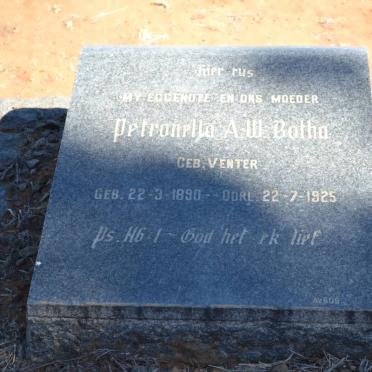 Hier rus
MY EGGENOTE EN ONS MOEDER
Petronella A.W. Botha
GEB. VENTER
GEB. 22-3-1890 -- OORL. 22-7-1925
Ps. 116:1 ~ God het ek lief